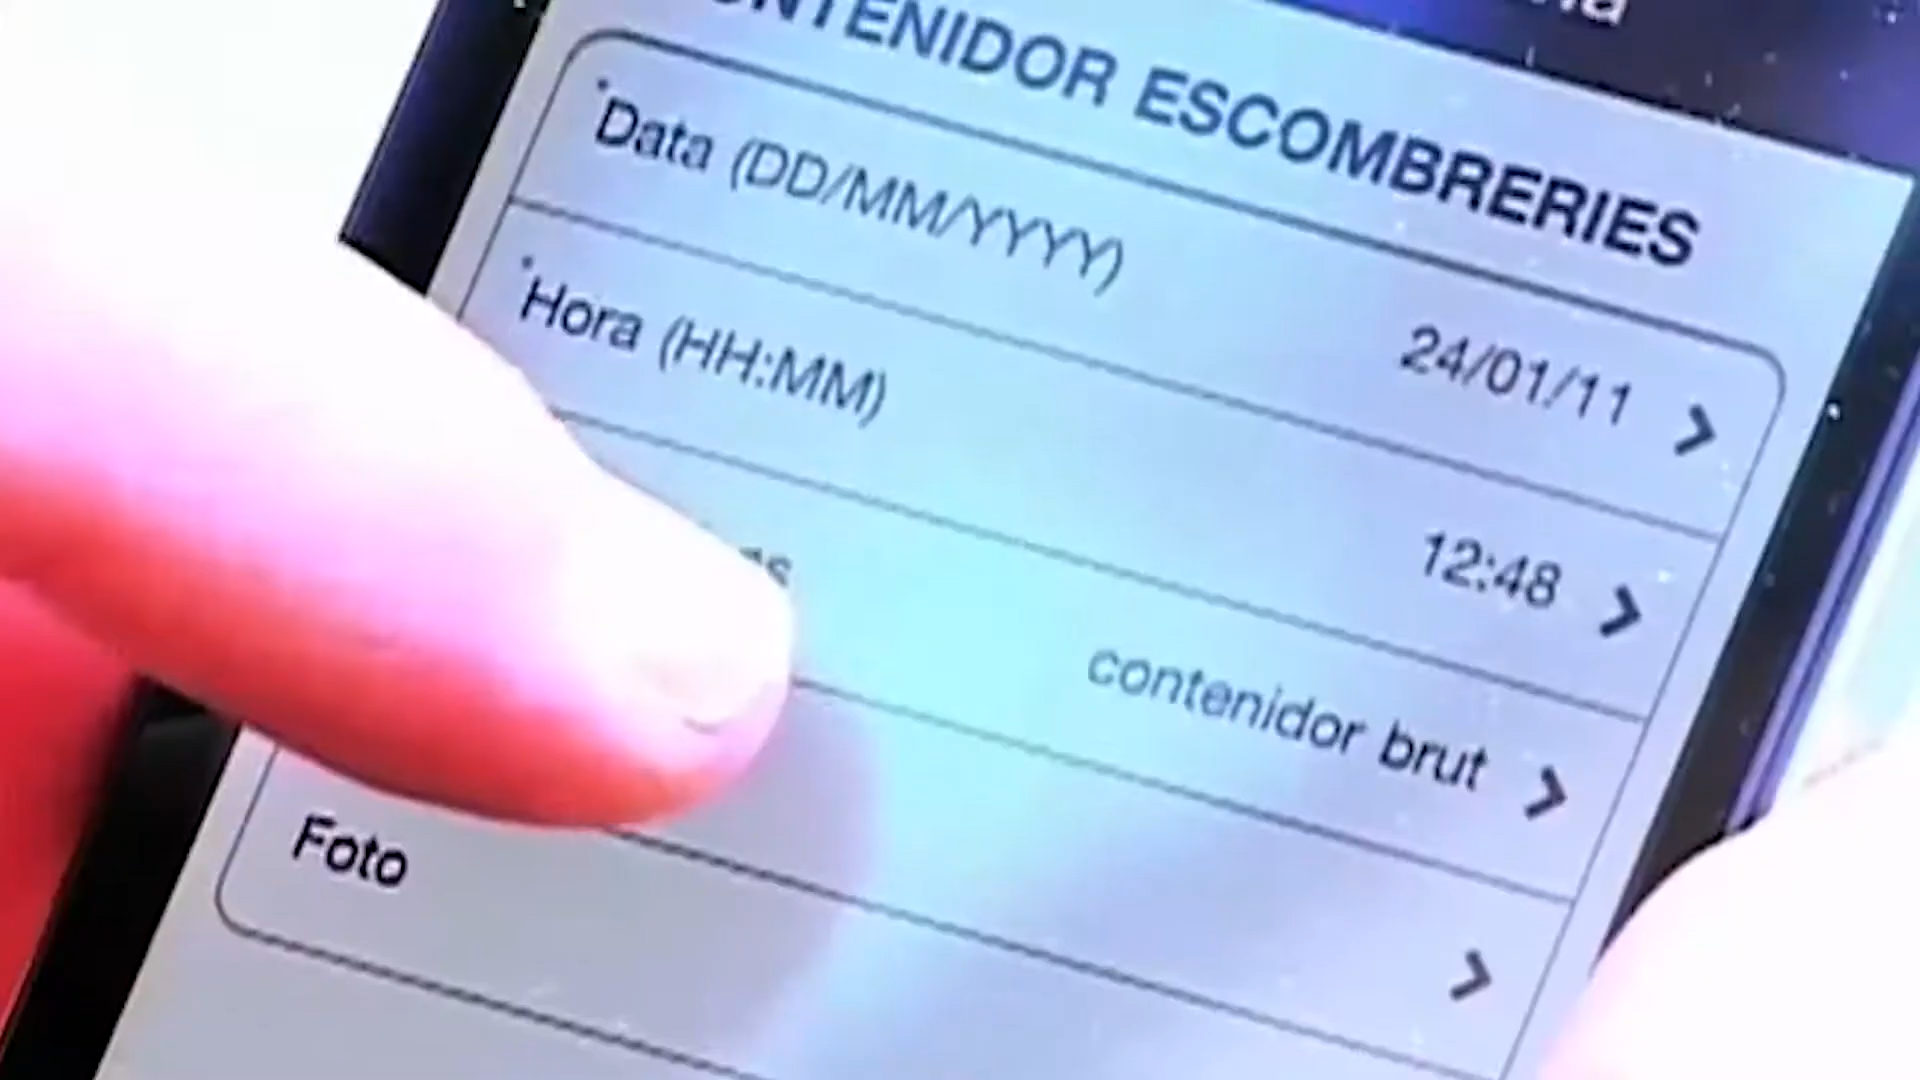 CONTENIDOR ESCOMBRERIES
*Data (DD/MM/YYYY)
24/01/11
*Hora (HH:MM)
12:48
contenidor brut
Foto